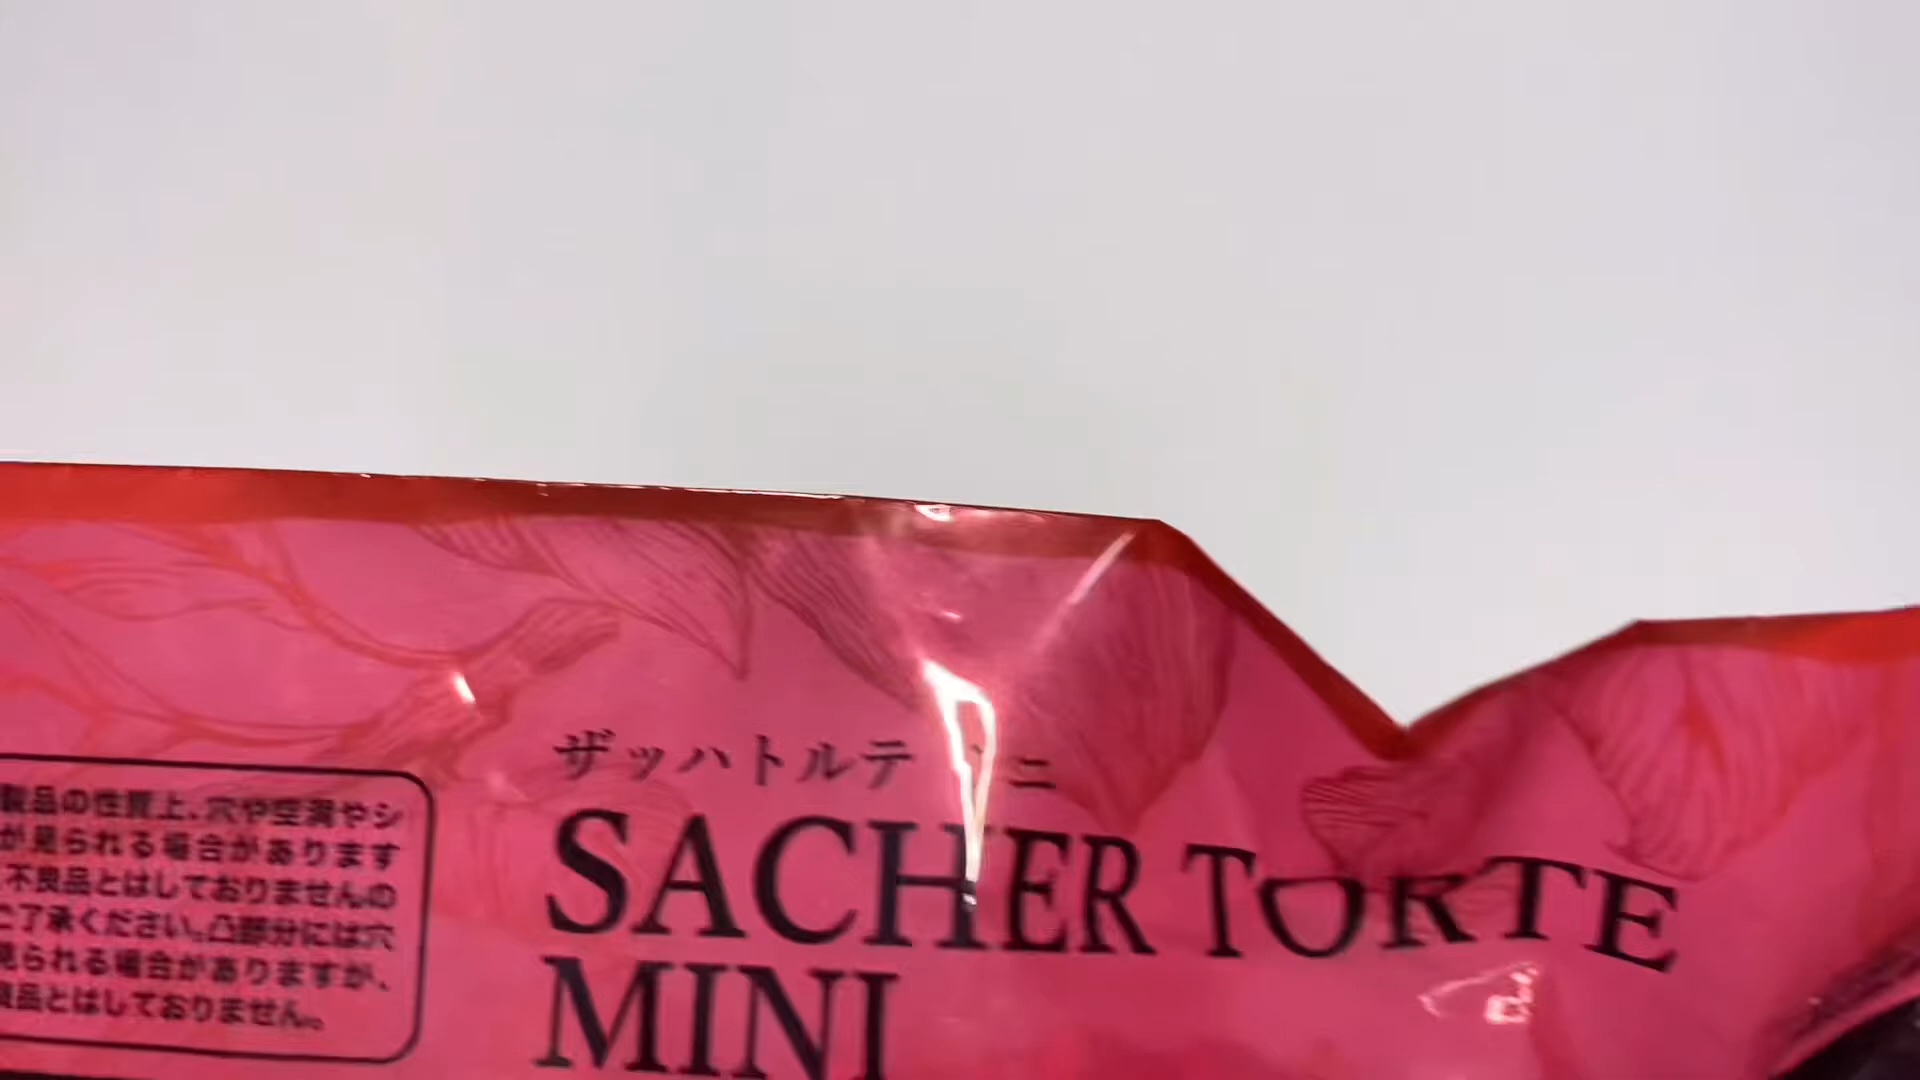 ザッハトルテ ミニ
SACHER TORTE
MINI
製品の性質上、穴や空洞やシ
が見られる場合があります
、不良品とはしておりませんの
ご了承ください。凸部分には穴
見られる場合がありますが、
良品とはしておりません。